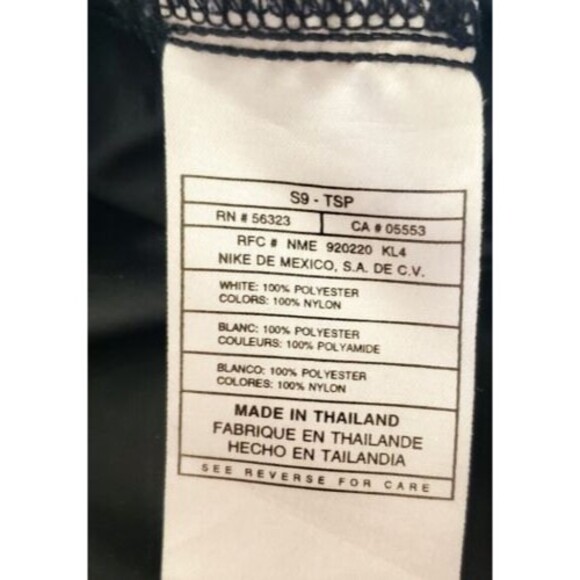 S9 - TSP
RN # 56323 CA # 05553
RFC # NME 920220 KL4
NIKE DE MEXICO, S.A. DE C.V.
WHITE: 100% POLYESTER
COLORS: 100% NYLON
BLANC: 100% POLYESTER
COULEURS: 100% POLYAMIDE
BLANCO: 100% POLYESTER
COLORES: 100% NYLON
MADE IN THAILAND
FABRIQUE EN THAILANDE
HECHO EN TAILANDIA
SEE REVERSE FOR CARE